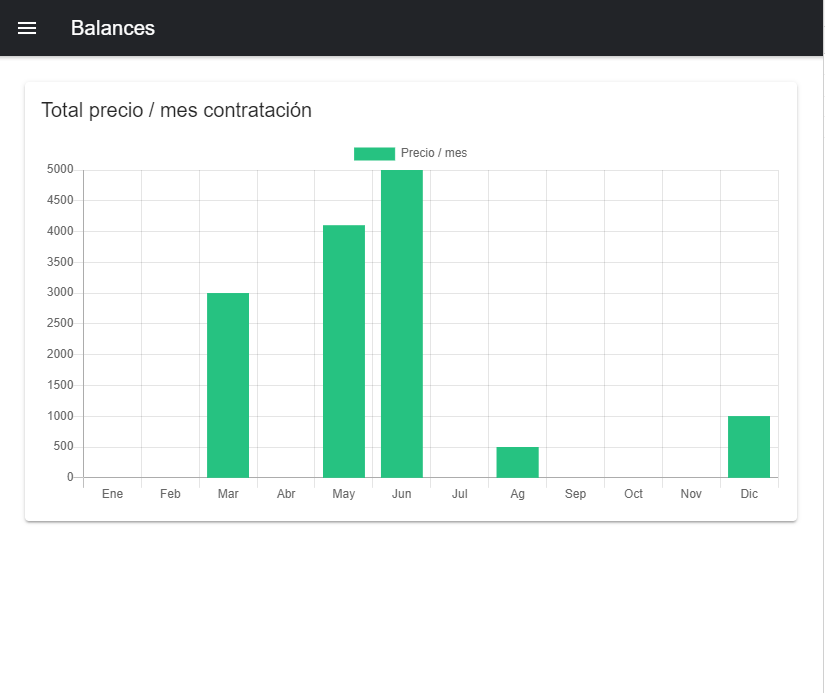 Balances
Total precio / mes contratación
Precio / mes
5000
4500
4000
3500
3000
2500
2000
1500
1000
500
0
Ene Feb Mar Abr May Jun Jul Ag Sep Oct Nov Dic